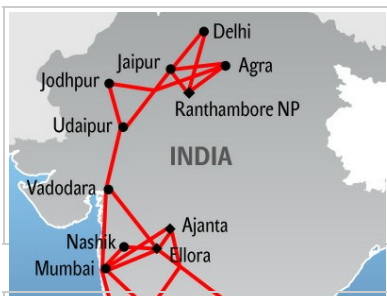 Delhi
Jaipur
Agra
Jodhpur
Ranthambore NP
Udaipur
INDIA
Vadodara
Ajanta
Nashik
Ellora
Mumbai